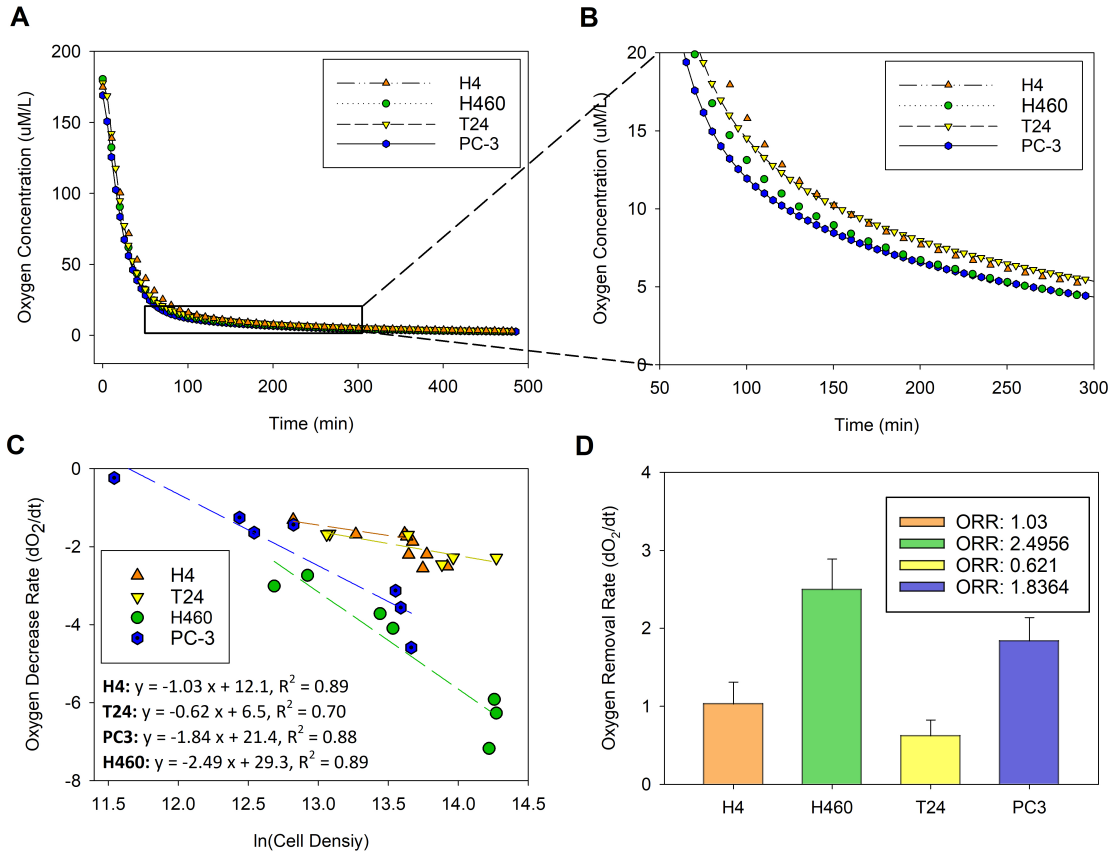 A
200
150
100
50
0
0 100 200 300 400 500
Oxygen Concentration (uM/L)
Time (min)
H4
H460
T24
PC-3
B
20
15
10
5
0
50 100 150 200 250 300
Oxygen Concentration (uM/L)
Time (min)
H4
H460
T24
PC-3
C
0
-2
-4
-6
-8
11.5 12.0 12.5 13.0 13.5 14.0 14.5
Oxygen Decrease Rate (dO2/dt)
ln(Cell Densiy)
H4
T24
H460
PC-3
H4: y = -1.03 x + 12.1, R² = 0.89
T24: y = -0.62 x + 6.5, R² = 0.70
PC3: y = -1.84 x + 21.4, R² = 0.88
H460: y = -2.49 x + 29.3, R² = 0.89
D
4
3
2
1
0
H4 H460 T24 PC3
Oxygen Removal Rate (dO₂/dt)
ORR: 1.03
ORR: 2.4956
ORR: 0.621
ORR: 1.8364